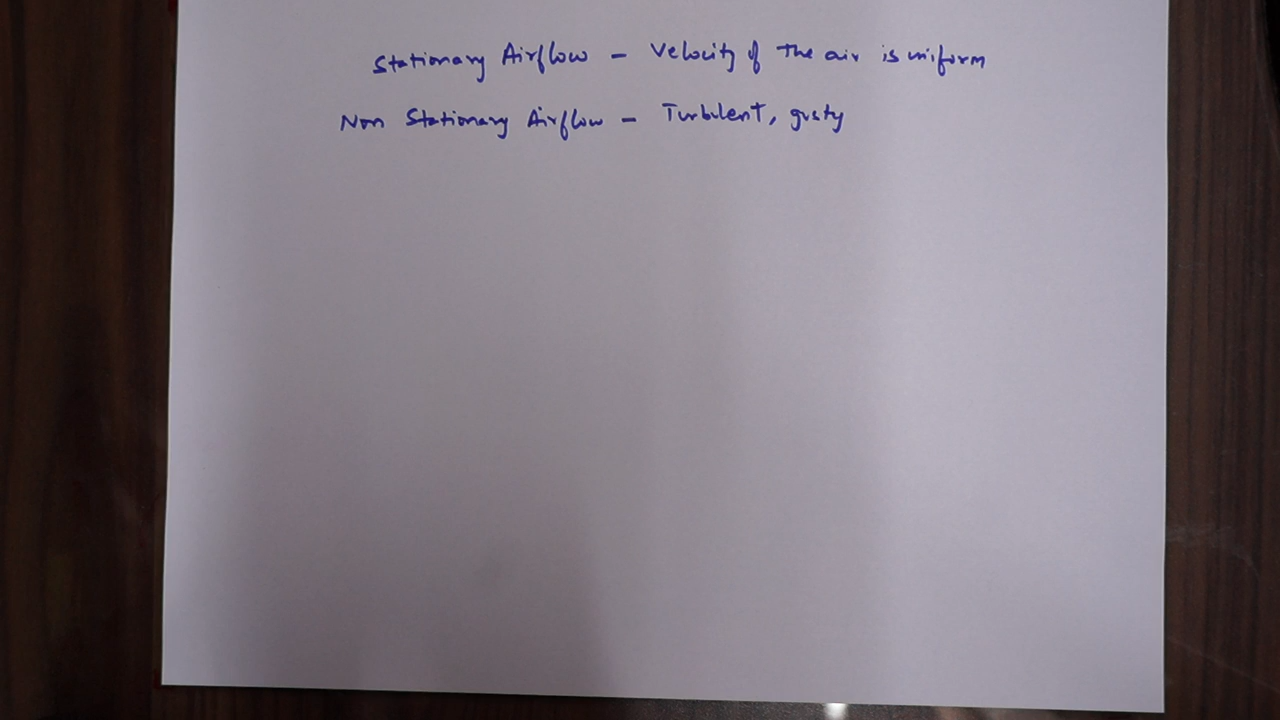 Stationary Airflow - Velocity of The air is uniform
Non Stationary Airflow - Turbulent, gusty